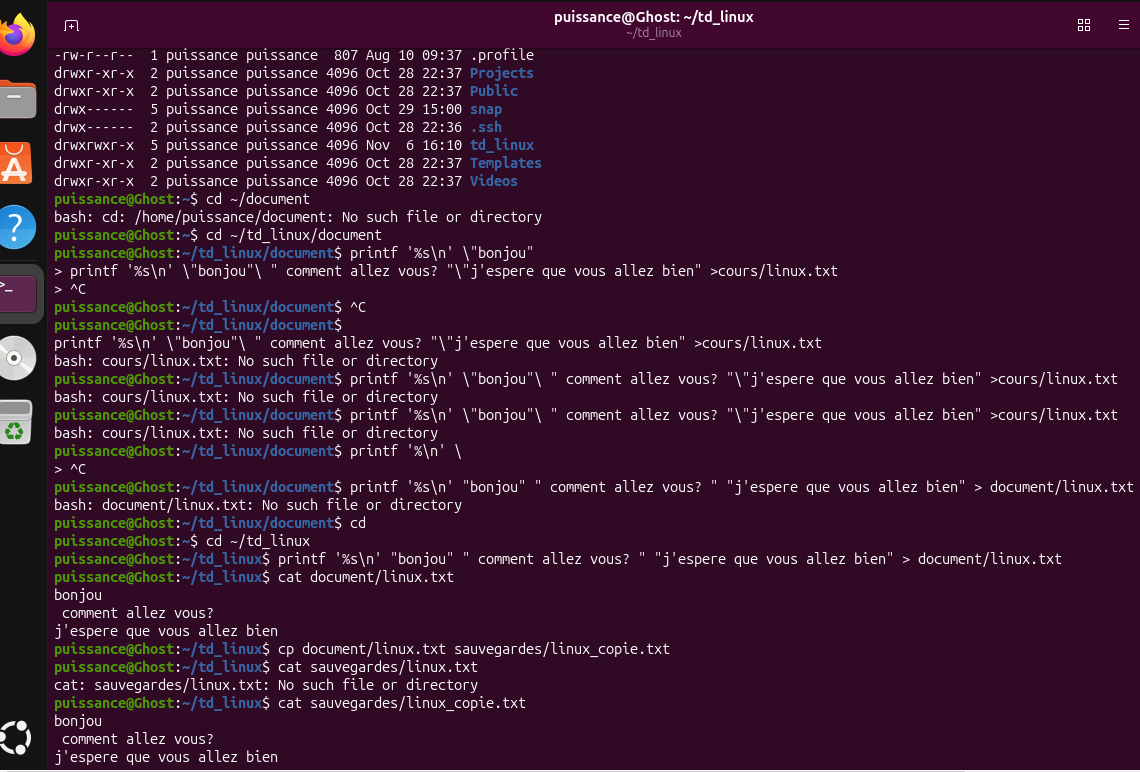 puissance@Ghost: ~/td_linux
~/td_linux
-rw-r--r--  1 puissance puissance  807 Aug 10 09:37 .profile
drwxr-xr-x  2 puissance puissance 4096 Oct 28 22:37 Projects
drwxr-xr-x  2 puissance puissance 4096 Oct 28 22:37 Public
drwx------  5 puissance puissance 4096 Oct 29 15:00 snap
drwx------  2 puissance puissance 4096 Oct 28 22:36 .ssh
drwxrwxr-x  5 puissance puissance 4096 Nov  6 16:10 td_linux
drwxr-xr-x  2 puissance puissance 4096 Oct 28 22:37 Templates
drwxr-xr-x  2 puissance puissance 4096 Oct 28 22:37 Videos
puissance@Ghost:~$ cd ~/document
bash: cd: /home/puissance/document: No such file or directory
puissance@Ghost:~$ cd ~/td_linux/document
puissance@Ghost:~/td_linux/document$ printf '%s\n' \"bonjou"
> printf '%s\n' \"bonjou"\ " comment allez vous? "\"j'espere que vous allez bien" >cours/linux.txt
> ^C
puissance@Ghost:~/td_linux/document$ ^C
puissance@Ghost:~/td_linux/document$
printf '%s\n' \"bonjou"\ " comment allez vous? "\"j'espere que vous allez bien" >cours/linux.txt
bash: cours/linux.txt: No such file or directory
puissance@Ghost:~/td_linux/document$ printf '%s\n' \"bonjou"\ " comment allez vous? "\"j'espere que vous allez bien" >cours/linux.txt
bash: cours/linux.txt: No such file or directory
puissance@Ghost:~/td_linux/document$ printf '%s\n' \"bonjou"\ " comment allez vous? "\"j'espere que vous allez bien" >cours/linux.txt
bash: cours/linux.txt: No such file or directory
puissance@Ghost:~/td_linux/document$ printf '%\n' \
> ^C
puissance@Ghost:~/td_linux/document$ printf '%s\n' "bonjou" " comment allez vous? " "j'espere que vous allez bien" > document/linux.txt
bash: document/linux.txt: No such file or directory
puissance@Ghost:~/td_linux/document$ cd
puissance@Ghost:~$ cd ~/td_linux
puissance@Ghost:~/td_linux$ printf '%s\n' "bonjou" " comment allez vous? " "j'espere que vous allez bien" > document/linux.txt
puissance@Ghost:~/td_linux$ cat document/linux.txt
bonjou
 comment allez vous?
j'espere que vous allez bien
puissance@Ghost:~/td_linux$ cp document/linux.txt sauvegardes/linux_copie.txt
puissance@Ghost:~/td_linux$ cat sauvegardes/linux.txt
cat: sauvegardes/linux.txt: No such file or directory
puissance@Ghost:~/td_linux$ cat sauvegardes/linux_copie.txt
bonjou
 comment allez vous?
j'espere que vous allez bien